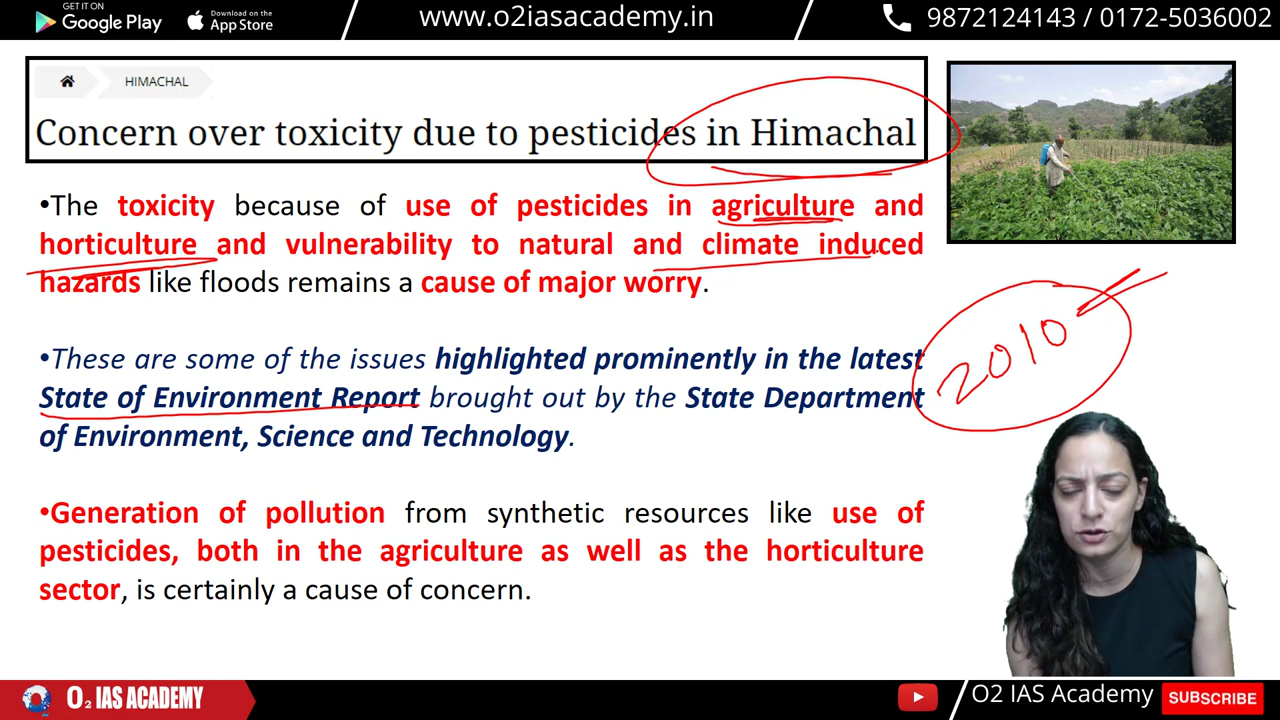 GET IT ON
Google Play
Download on the
App Store
www.o2iasacademy.in
9872124143 / 0172-5036002
HIMACHAL
Concern over toxicity due to pesticides in Himachal
•The toxicity because of use of pesticides in agriculture and
horticulture and vulnerability to natural and climate induced
hazards like floods remains a cause of major worry.
2010
•These are some of the issues highlighted prominently in the latest
State of Environment Report brought out by the State Department
of Environment, Science and Technology.
•Generation of pollution from synthetic resources like use of
pesticides, both in the agriculture as well as the horticulture
sector, is certainly a cause of concern.
O2 IAS ACADEMY
O2 IAS Academy
SUBSCRIBE